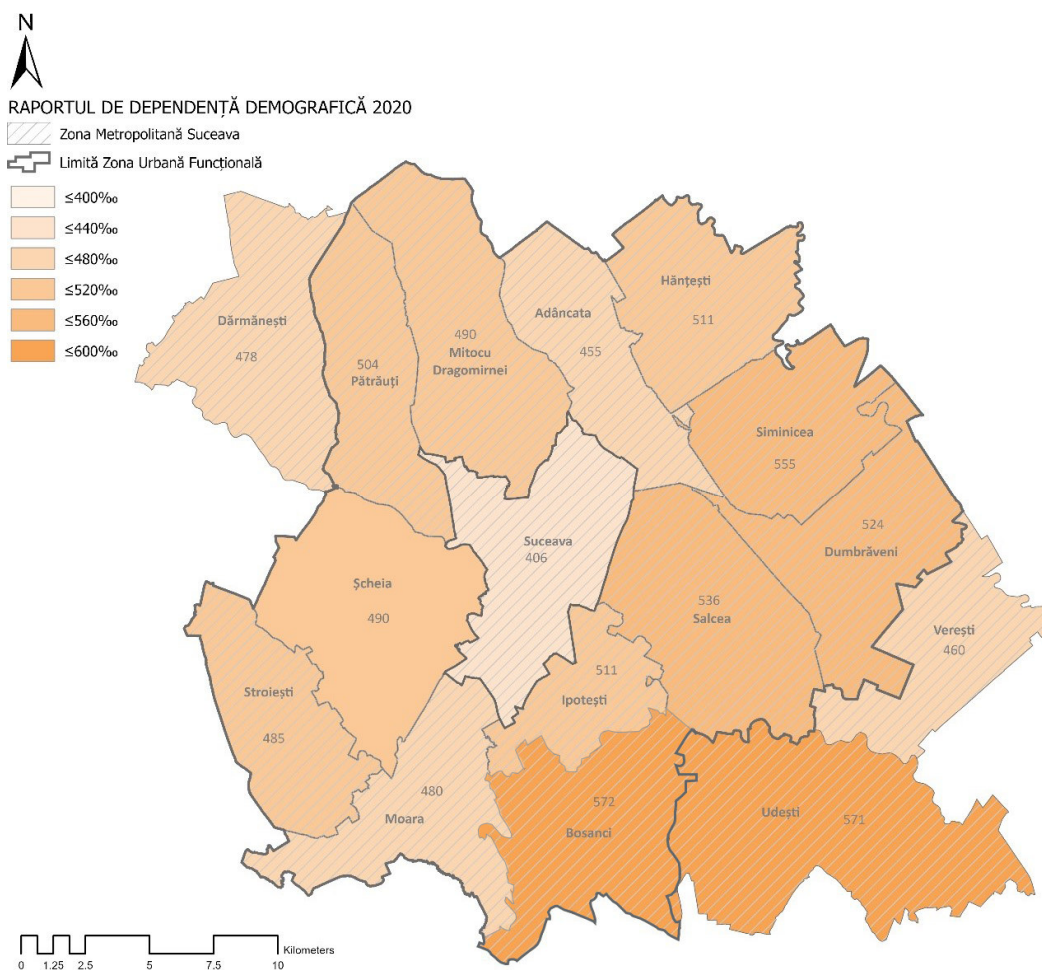 N
RAPORTUL DE DEPENDENȚĂ DEMOGRAFICĂ 2020
Zona Metropolitană Suceava
Limită Zona Urbană Funcțională
≤400‰
≤440‰
≤480‰
≤520‰
≤560‰
≤600‰
Dărmănești
478
504
Pătrăuți
490
Mitocu
Dragomirnei
Adâncata
455
Hănțești
511
Siminicea
555
524
Dumbrăveni
Suceava
406
Șcheia
490
536
Salcea
Verești
460
Stroiești
485
511
Ipotești
480
Moara
572
Bosanci
Udești
571
Kilometers
0 1.25 2.5 5 7.5 10